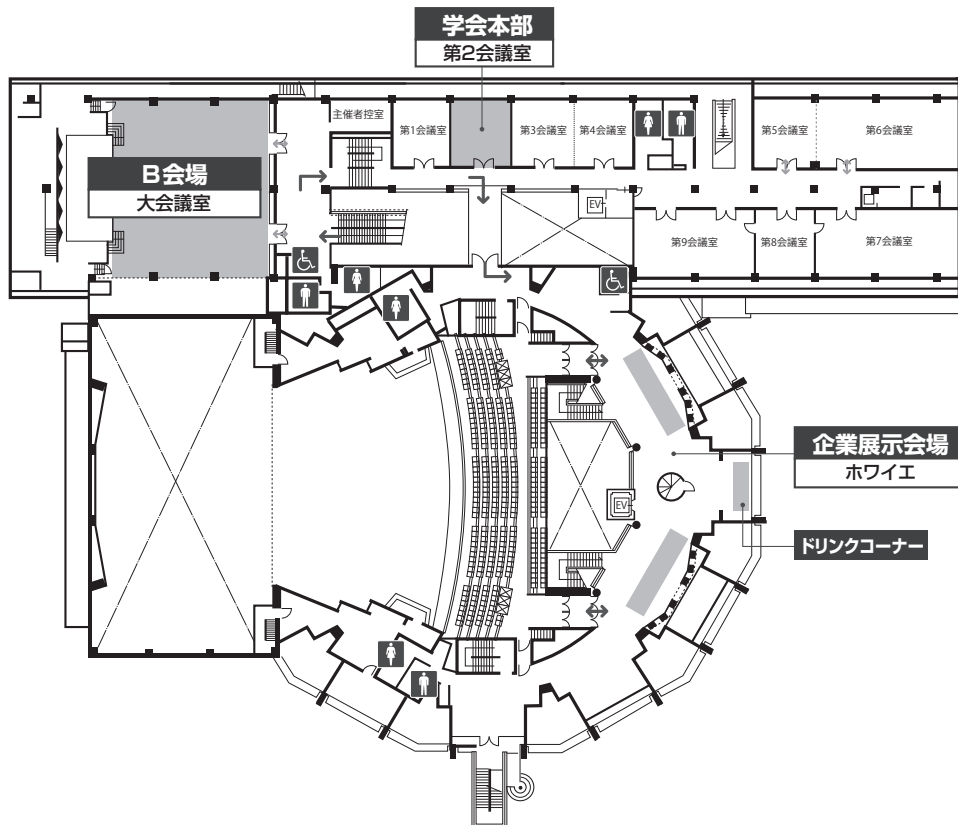 学会本部
第2会議室
主催者控室
第1会議室
第3会議室
第4会議室
第5会議室
第6会議室
B会場
大会議室
EV
第9会議室
第8会議室
第7会議室
企業展示会場
ホワイエ
EV
ドリンクコーナー